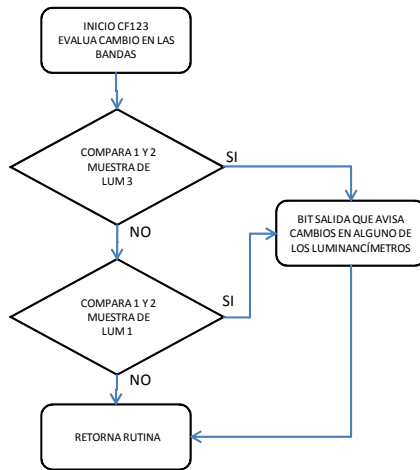 INICIO CF123
EVALUA CAMBIO EN LAS
BANDAS
COMPARA 1 Y 2
MUESTRA DE
LUM 3
SI
NO
BIT SALIDA QUE AVISA
CAMBIOS EN ALGUNO DE
LOS LUMINANCÍMETROS
COMPARA 1 Y 2
MUESTRA DE
LUM 1
SI
NO
RETORNA RUTINA